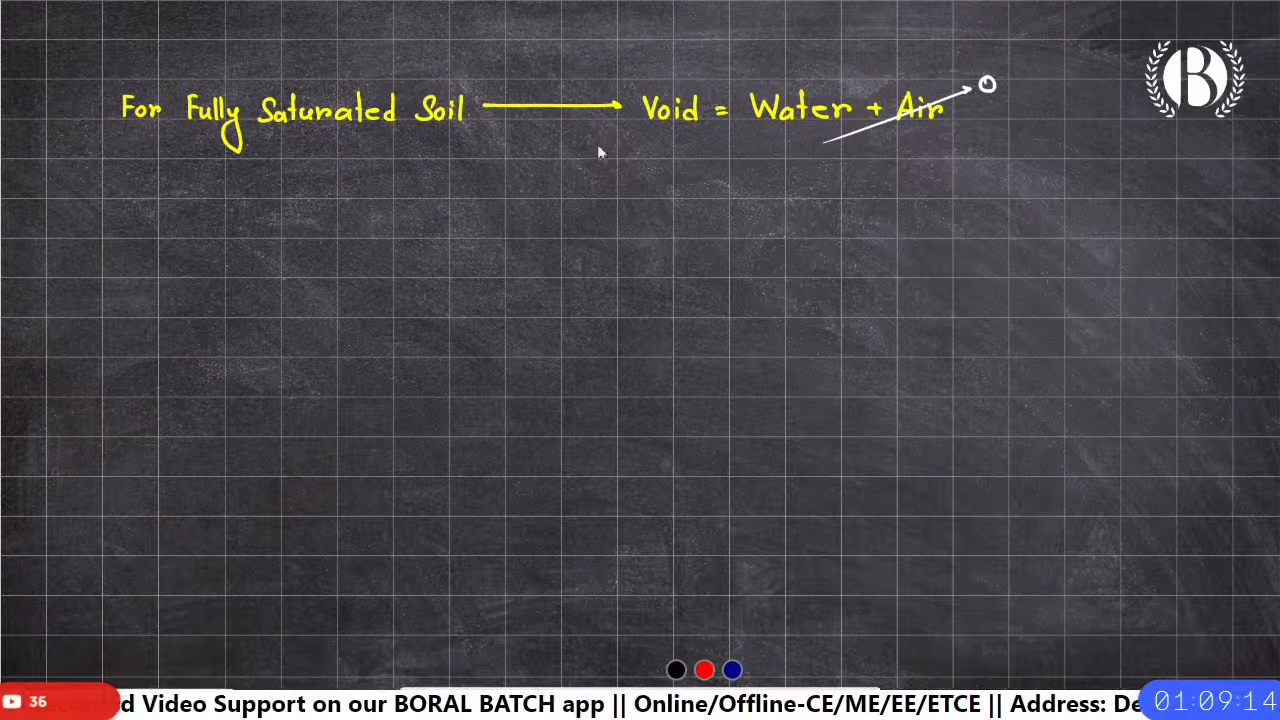 For Fully Saturated Soil → Void = Water + Air 0
B
36
d Video Support on our BORAL BATCH app || Online/Offline-CE/ME/EE/ETCE || Address: De
01:09:14